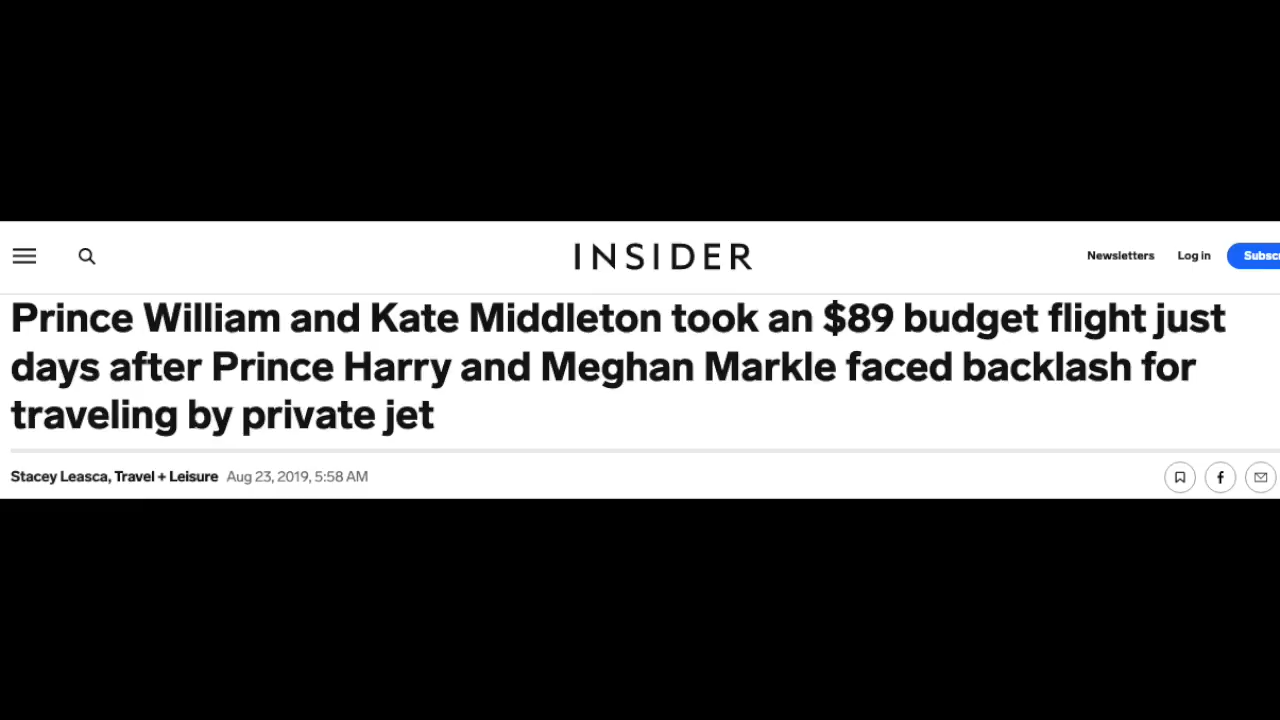 INSIDER
Newsletters Log in Subsc
Prince William and Kate Middleton took an $89 budget flight just
days after Prince Harry and Meghan Markle faced backlash for
traveling by private jet
Stacey Leasca, Travel + Leisure Aug 23, 2019, 5:58 AM